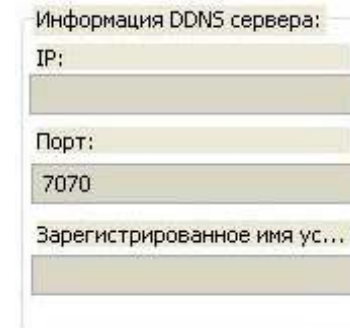 Информация DDNS сервера:
IP:
Порт:
7070
Зарегистрированное имя ус...